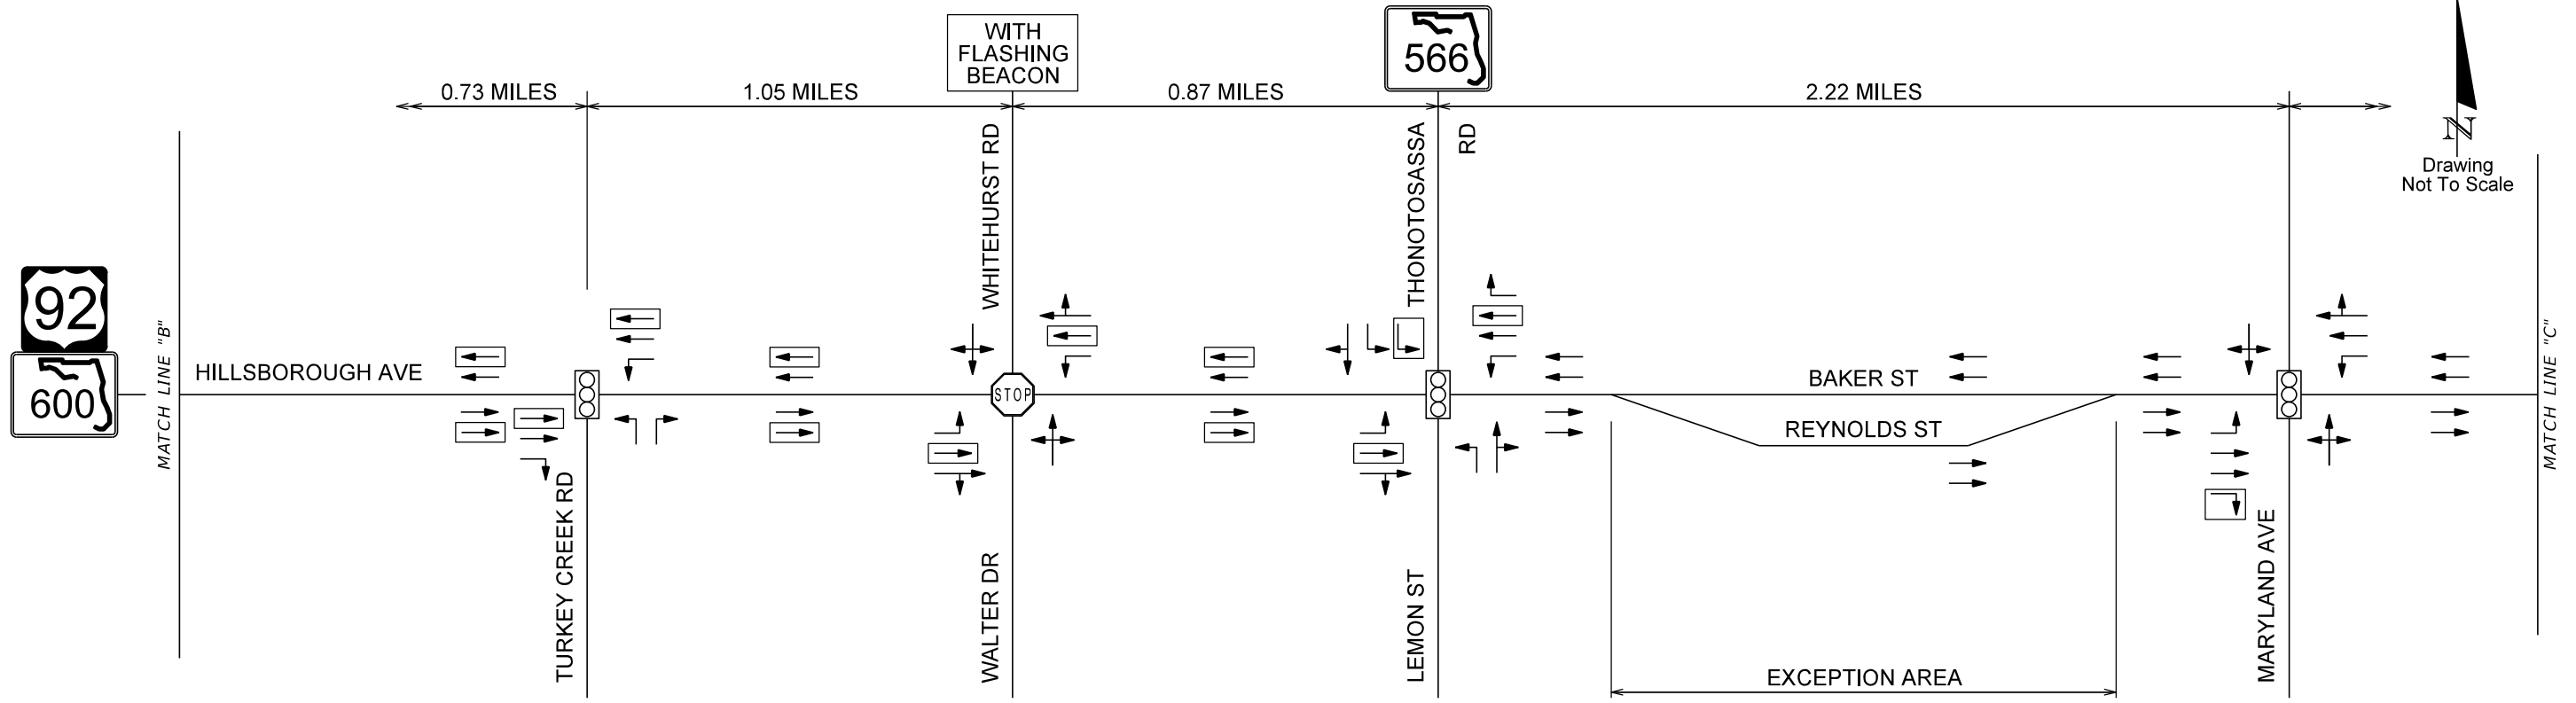 WITH
FLASHING
BEACON
566
0.73 MILES
1.05 MILES
0.87 MILES
2.22 MILES
N
Drawing
Not To Scale
WHITEHURST RD
THONOTOSASSA
RD
92
600
MATCH LINE "B"
HILLSBOROUGH AVE
STOP
BAKER ST
REYNOLDS ST
MATCH LINE "C"
TURKEY CREEK RD
WALTER DR
LEMON ST
MARYLAND AVE
EXCEPTION AREA